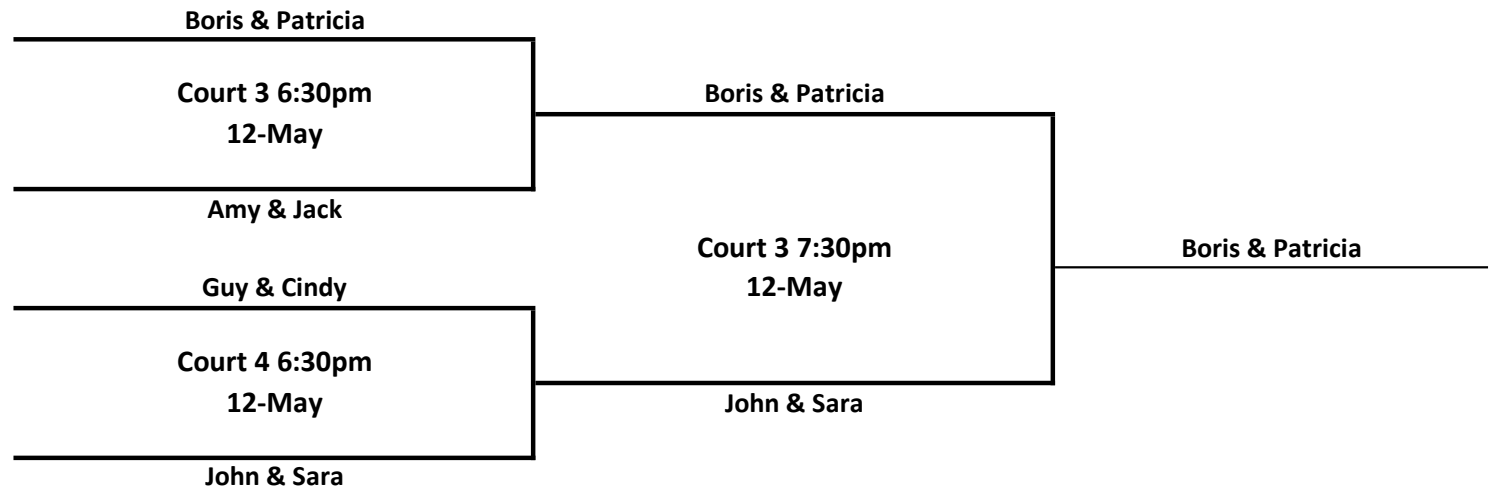 Boris & Patricia
Court 3 6:30pm
12-May
Amy & Jack
Guy & Cindy
Court 4 6:30pm
12-May
John & Sara
Boris & Patricia
Court 3 7:30pm
12-May
John & Sara
Boris & Patricia